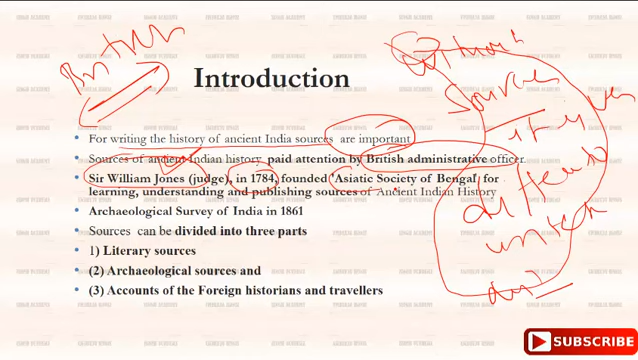 Introduction
For writing the history of ancient India sources are important
Sources of ancient Indian history paid attention by British administrative officer.
Sir William Jones (judge), in 1784, founded 'Asiatic Society of Bengal' for
learning, understanding and publishing sources of Ancient Indian History
Archaeological Survey of India in 1861
Sources can be divided into three parts
1) Literary sources
(2) Archaeological sources and
(3) Accounts of the Foreign historians and travellers
Sources
different
SUBSCRIBE